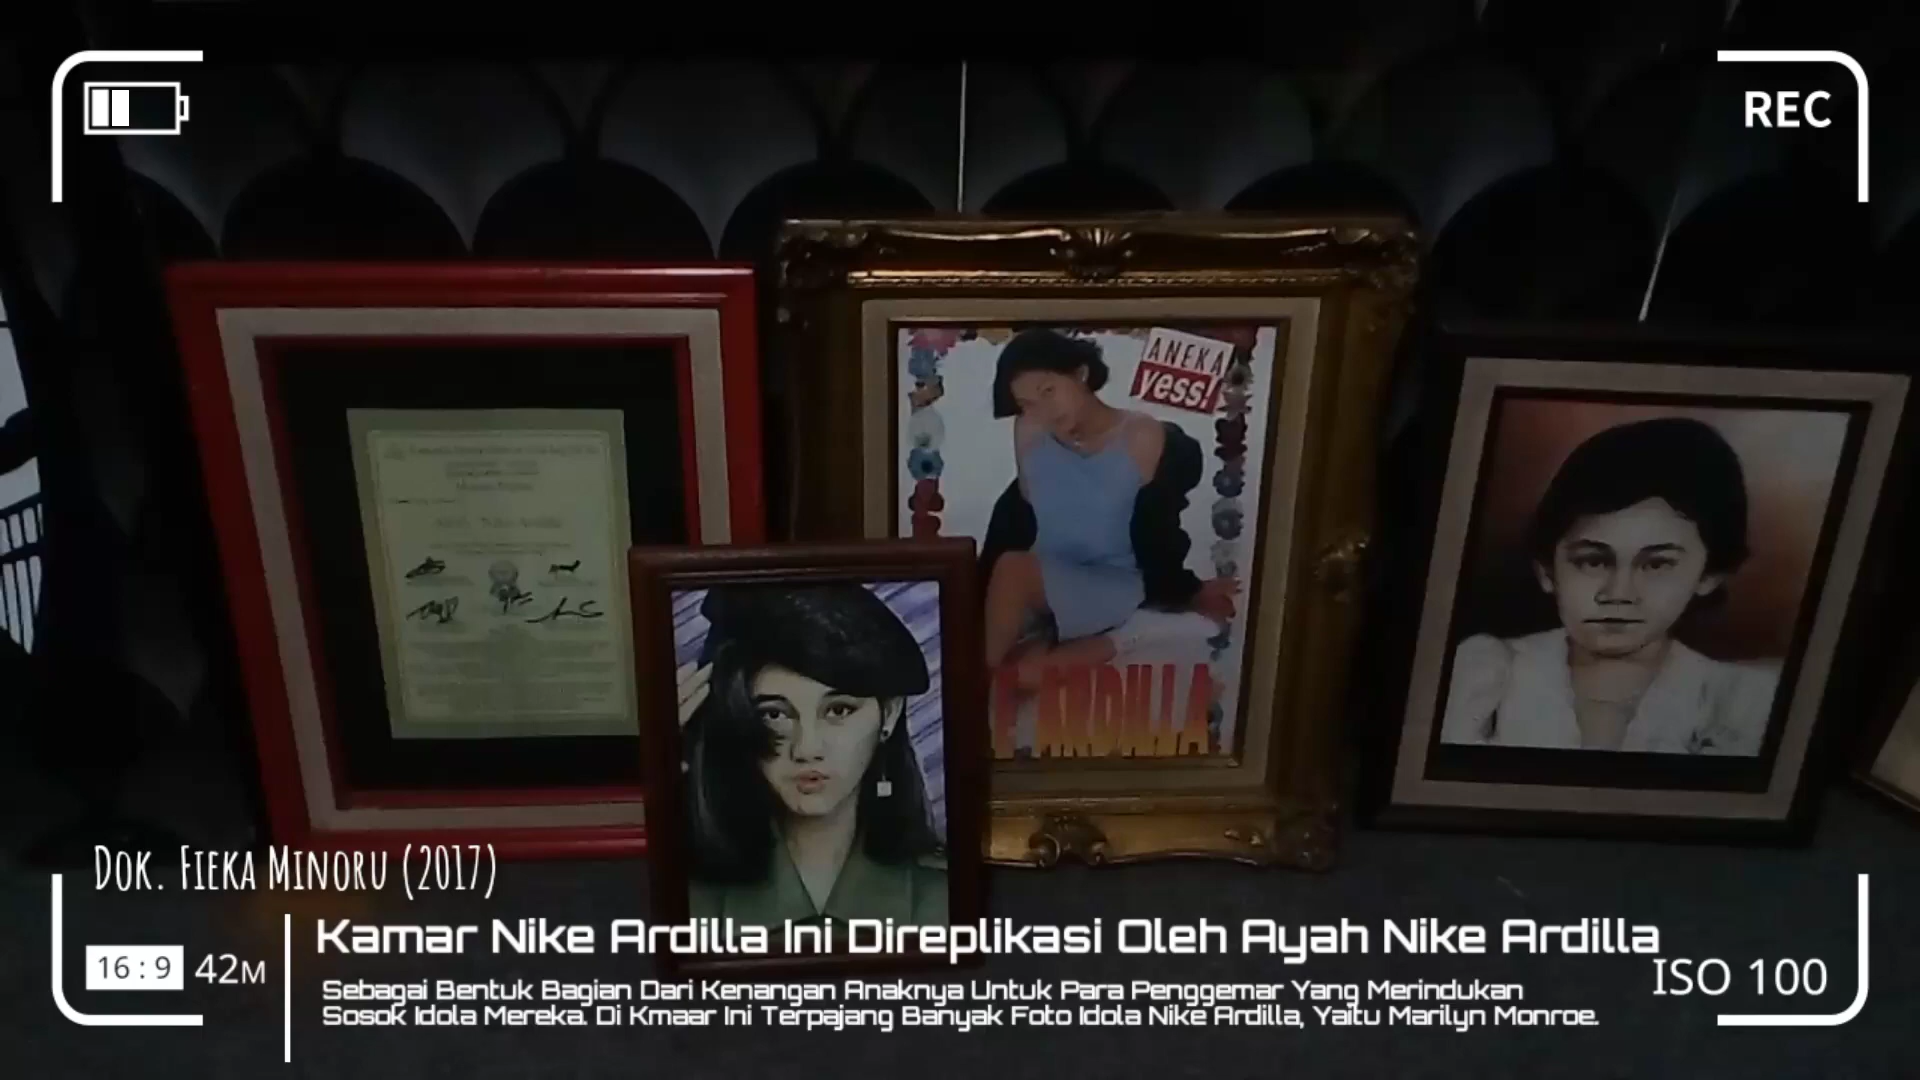 REC
ANEKA
yess!
ARDILLA
Dok. Fieka Minoru (2017)
Kamar Nike Ardilla Ini Direplikasi Oleh Ayah Nike Ardilla
16:9 42M
ISO 100
Sebagai Bentuk Bagian Dari Kenangan Anaknya Untuk Para Penggemar Yang Merindukan
Sosok Idola Mereka. Di Kmaar Ini Terpajang Banyak Foto Idola Nike Ardilla, Yaitu Marilyn Monroe.